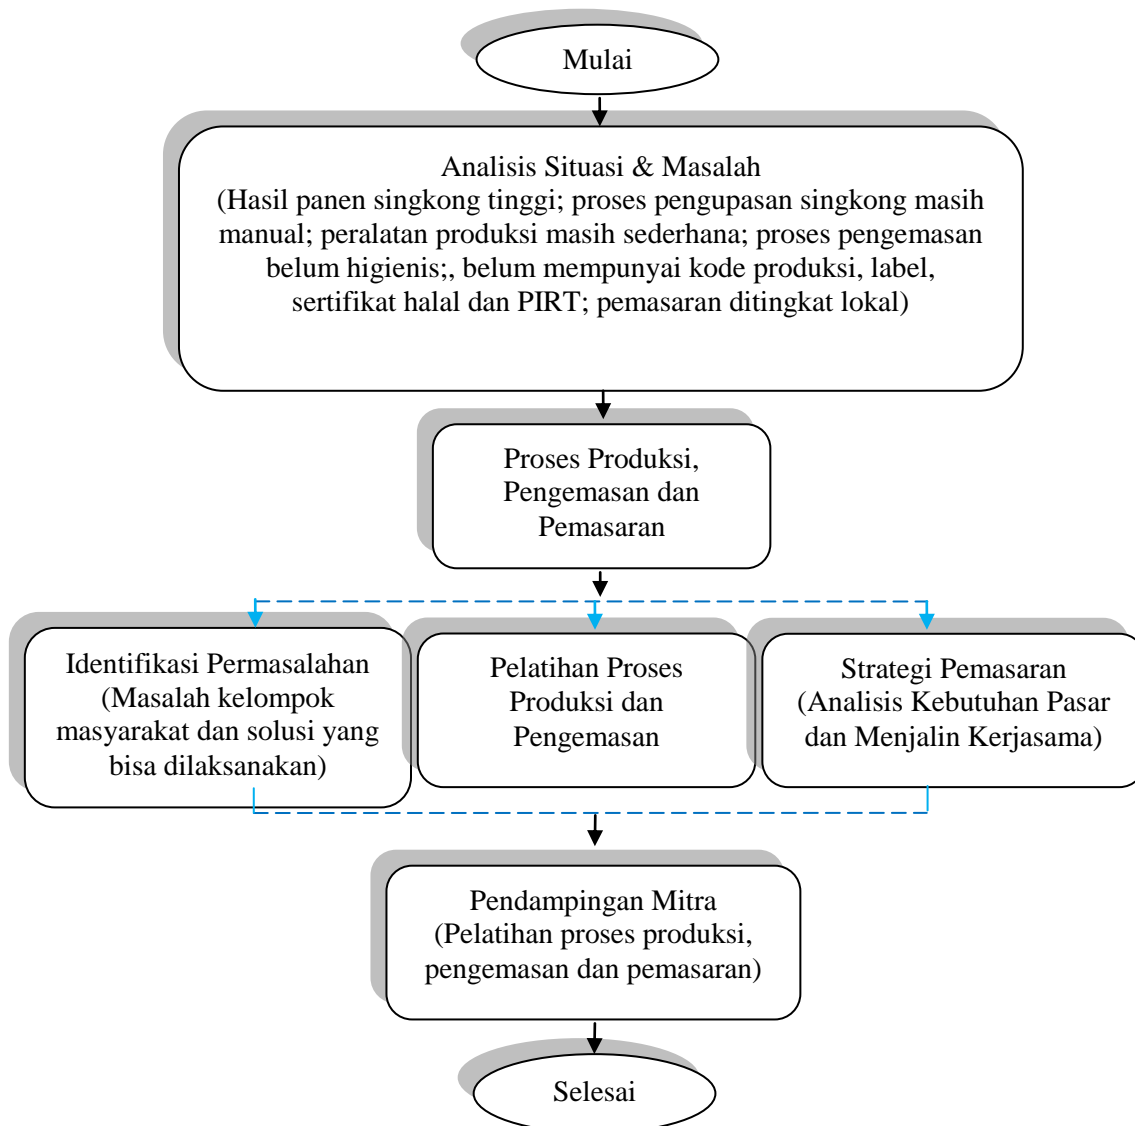 Mulai
Analisis Situasi & Masalah
(Hasil panen singkong tinggi; proses pengupasan singkong masih
manual; peralatan produksi masih sederhana; proses pengemasan
belum higienis;, belum mempunyai kode produksi, label,
sertifikat halal dan PIRT; pemasaran ditingkat lokal)
Proses Produksi,
Pengemasan dan
Pemasaran
Identifikasi Permasalahan
(Masalah kelompok
masyarakat dan solusi yang
bisa dilaksanakan)
Pelatihan Proses
Produksi dan
Pengemasan
Strategi Pemasaran
(Analisis Kebutuhan Pasar
dan Menjalin Kerjasama)
Pendampingan Mitra
(Pelatihan proses produksi,
pengemasan dan pemasaran)
Selesai